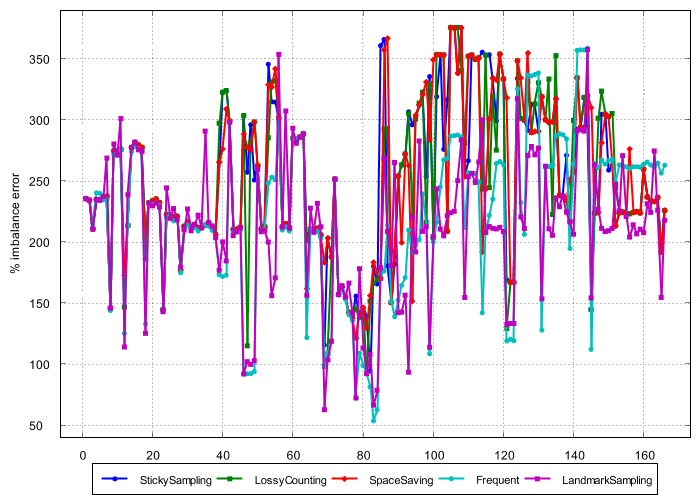 % imbalance error
350
300
250
200
150
100
50
0 20 40 60 80 100 120 140 160
StickySampling LossyCounting SpaceSaving Frequent LandmarkSampling